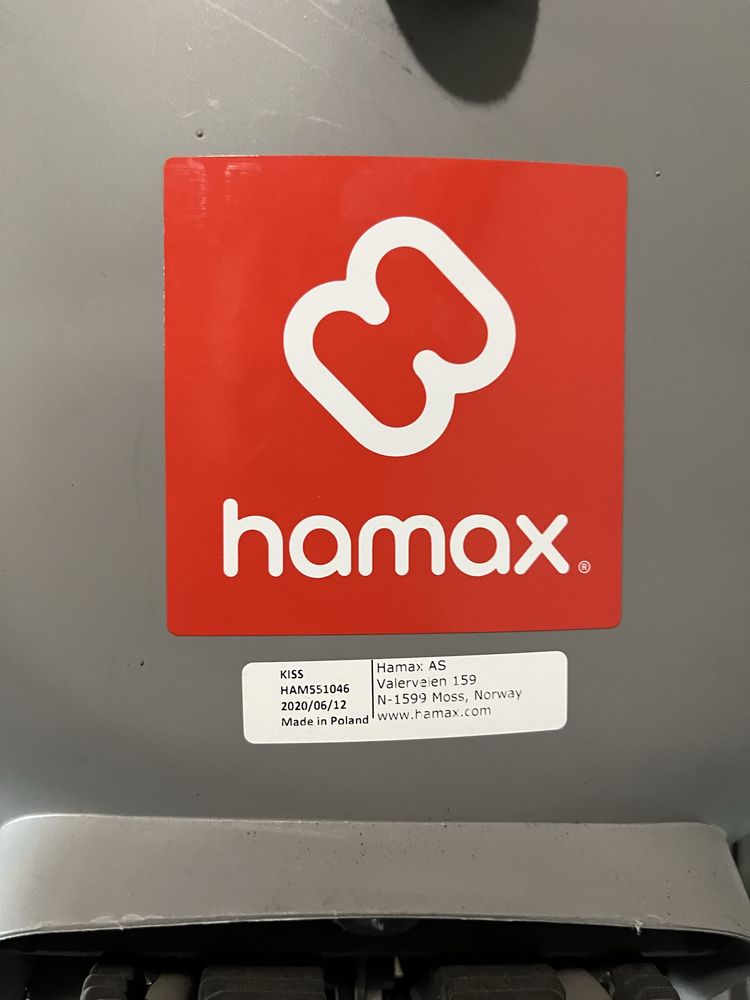 hamax®
KISS
HAM551046
2020/06/12
Made in Poland
Hamax AS
Valerveien 159
N-1599 Moss, Norway
www.hamax.com